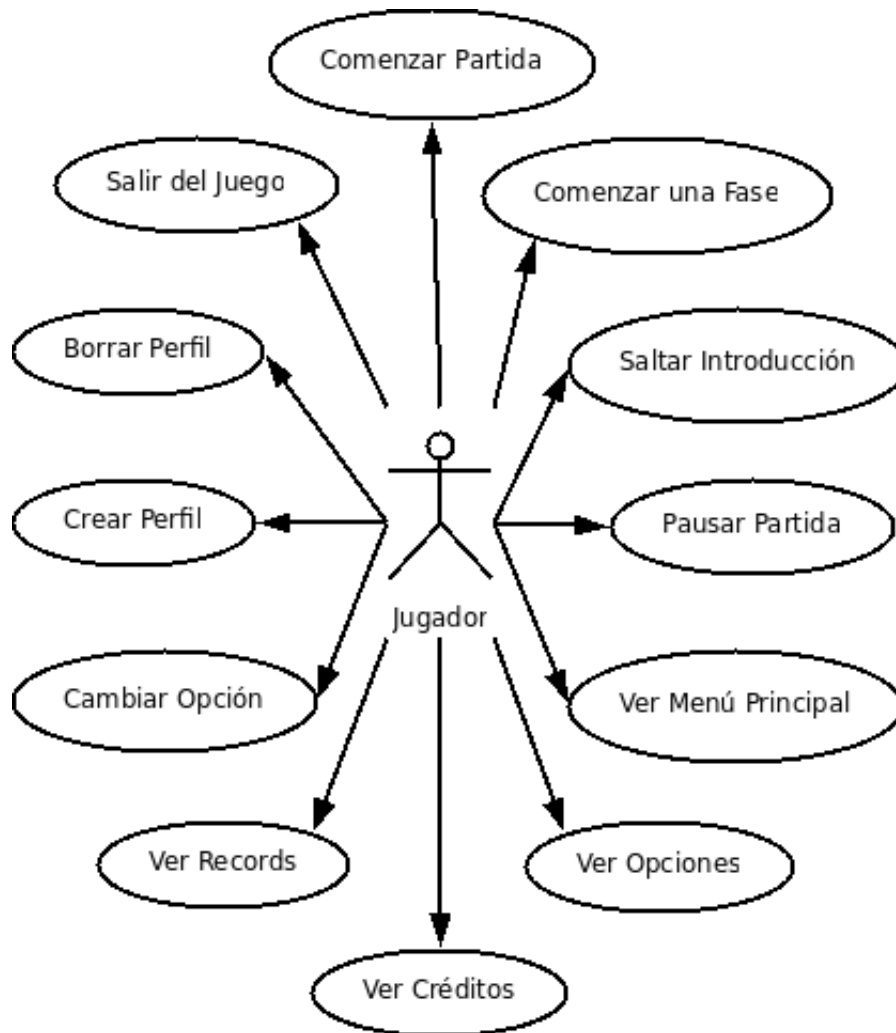 Comenzar Partida
Salir del Juego
Comenzar una Fase
Borrar Perfil
Saltar Introducción
Crear Perfil
Pausar Partida
Jugador
Cambiar Opción
Ver Menú Principal
Ver Records
Ver Opciones
Ver Créditos